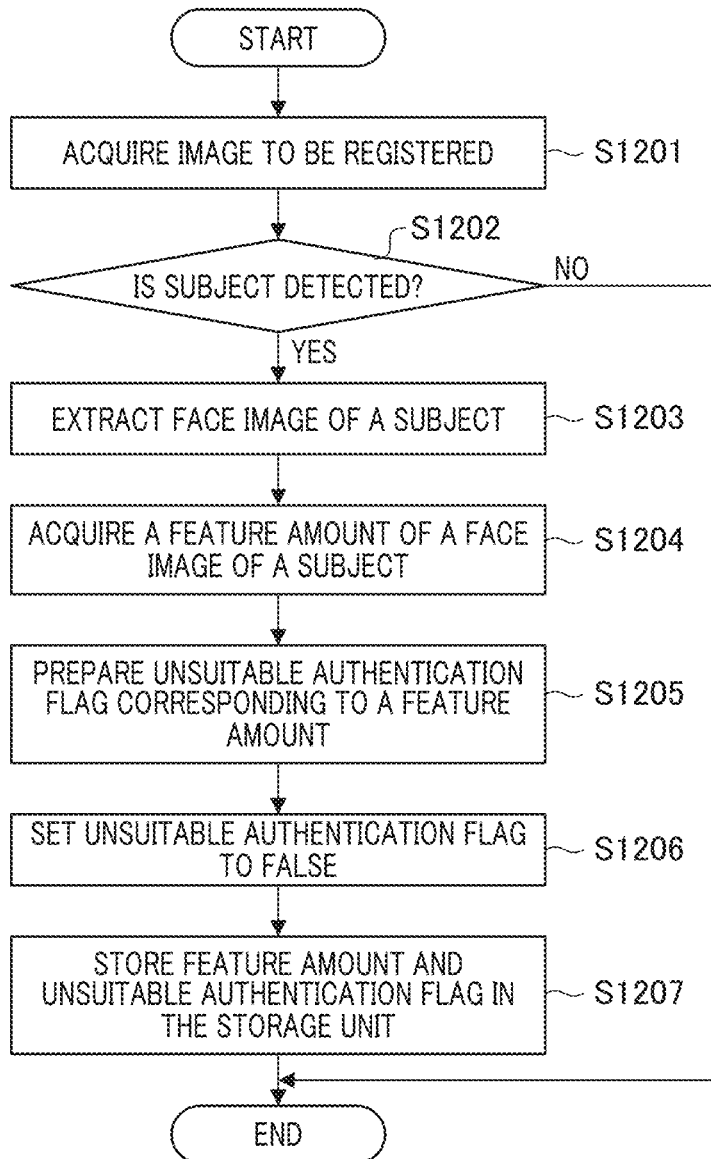 START
ACQUIRE IMAGE TO BE REGISTERED
S1201
S1202
IS SUBJECT DETECTED?
NO
YES
EXTRACT FACE IMAGE OF A SUBJECT
S1203
ACQUIRE A FEATURE AMOUNT OF A FACE
IMAGE OF A SUBJECT
S1204
PREPARE UNSUITABLE AUTHENTICATION
FLAG CORRESPONDING TO A FEATURE
AMOUNT
S1205
SET UNSUITABLE AUTHENTICATION FLAG
TO FALSE
S1206
STORE FEATURE AMOUNT AND
UNSUITABLE AUTHENTICATION FLAG IN
THE STORAGE UNIT
S1207
END